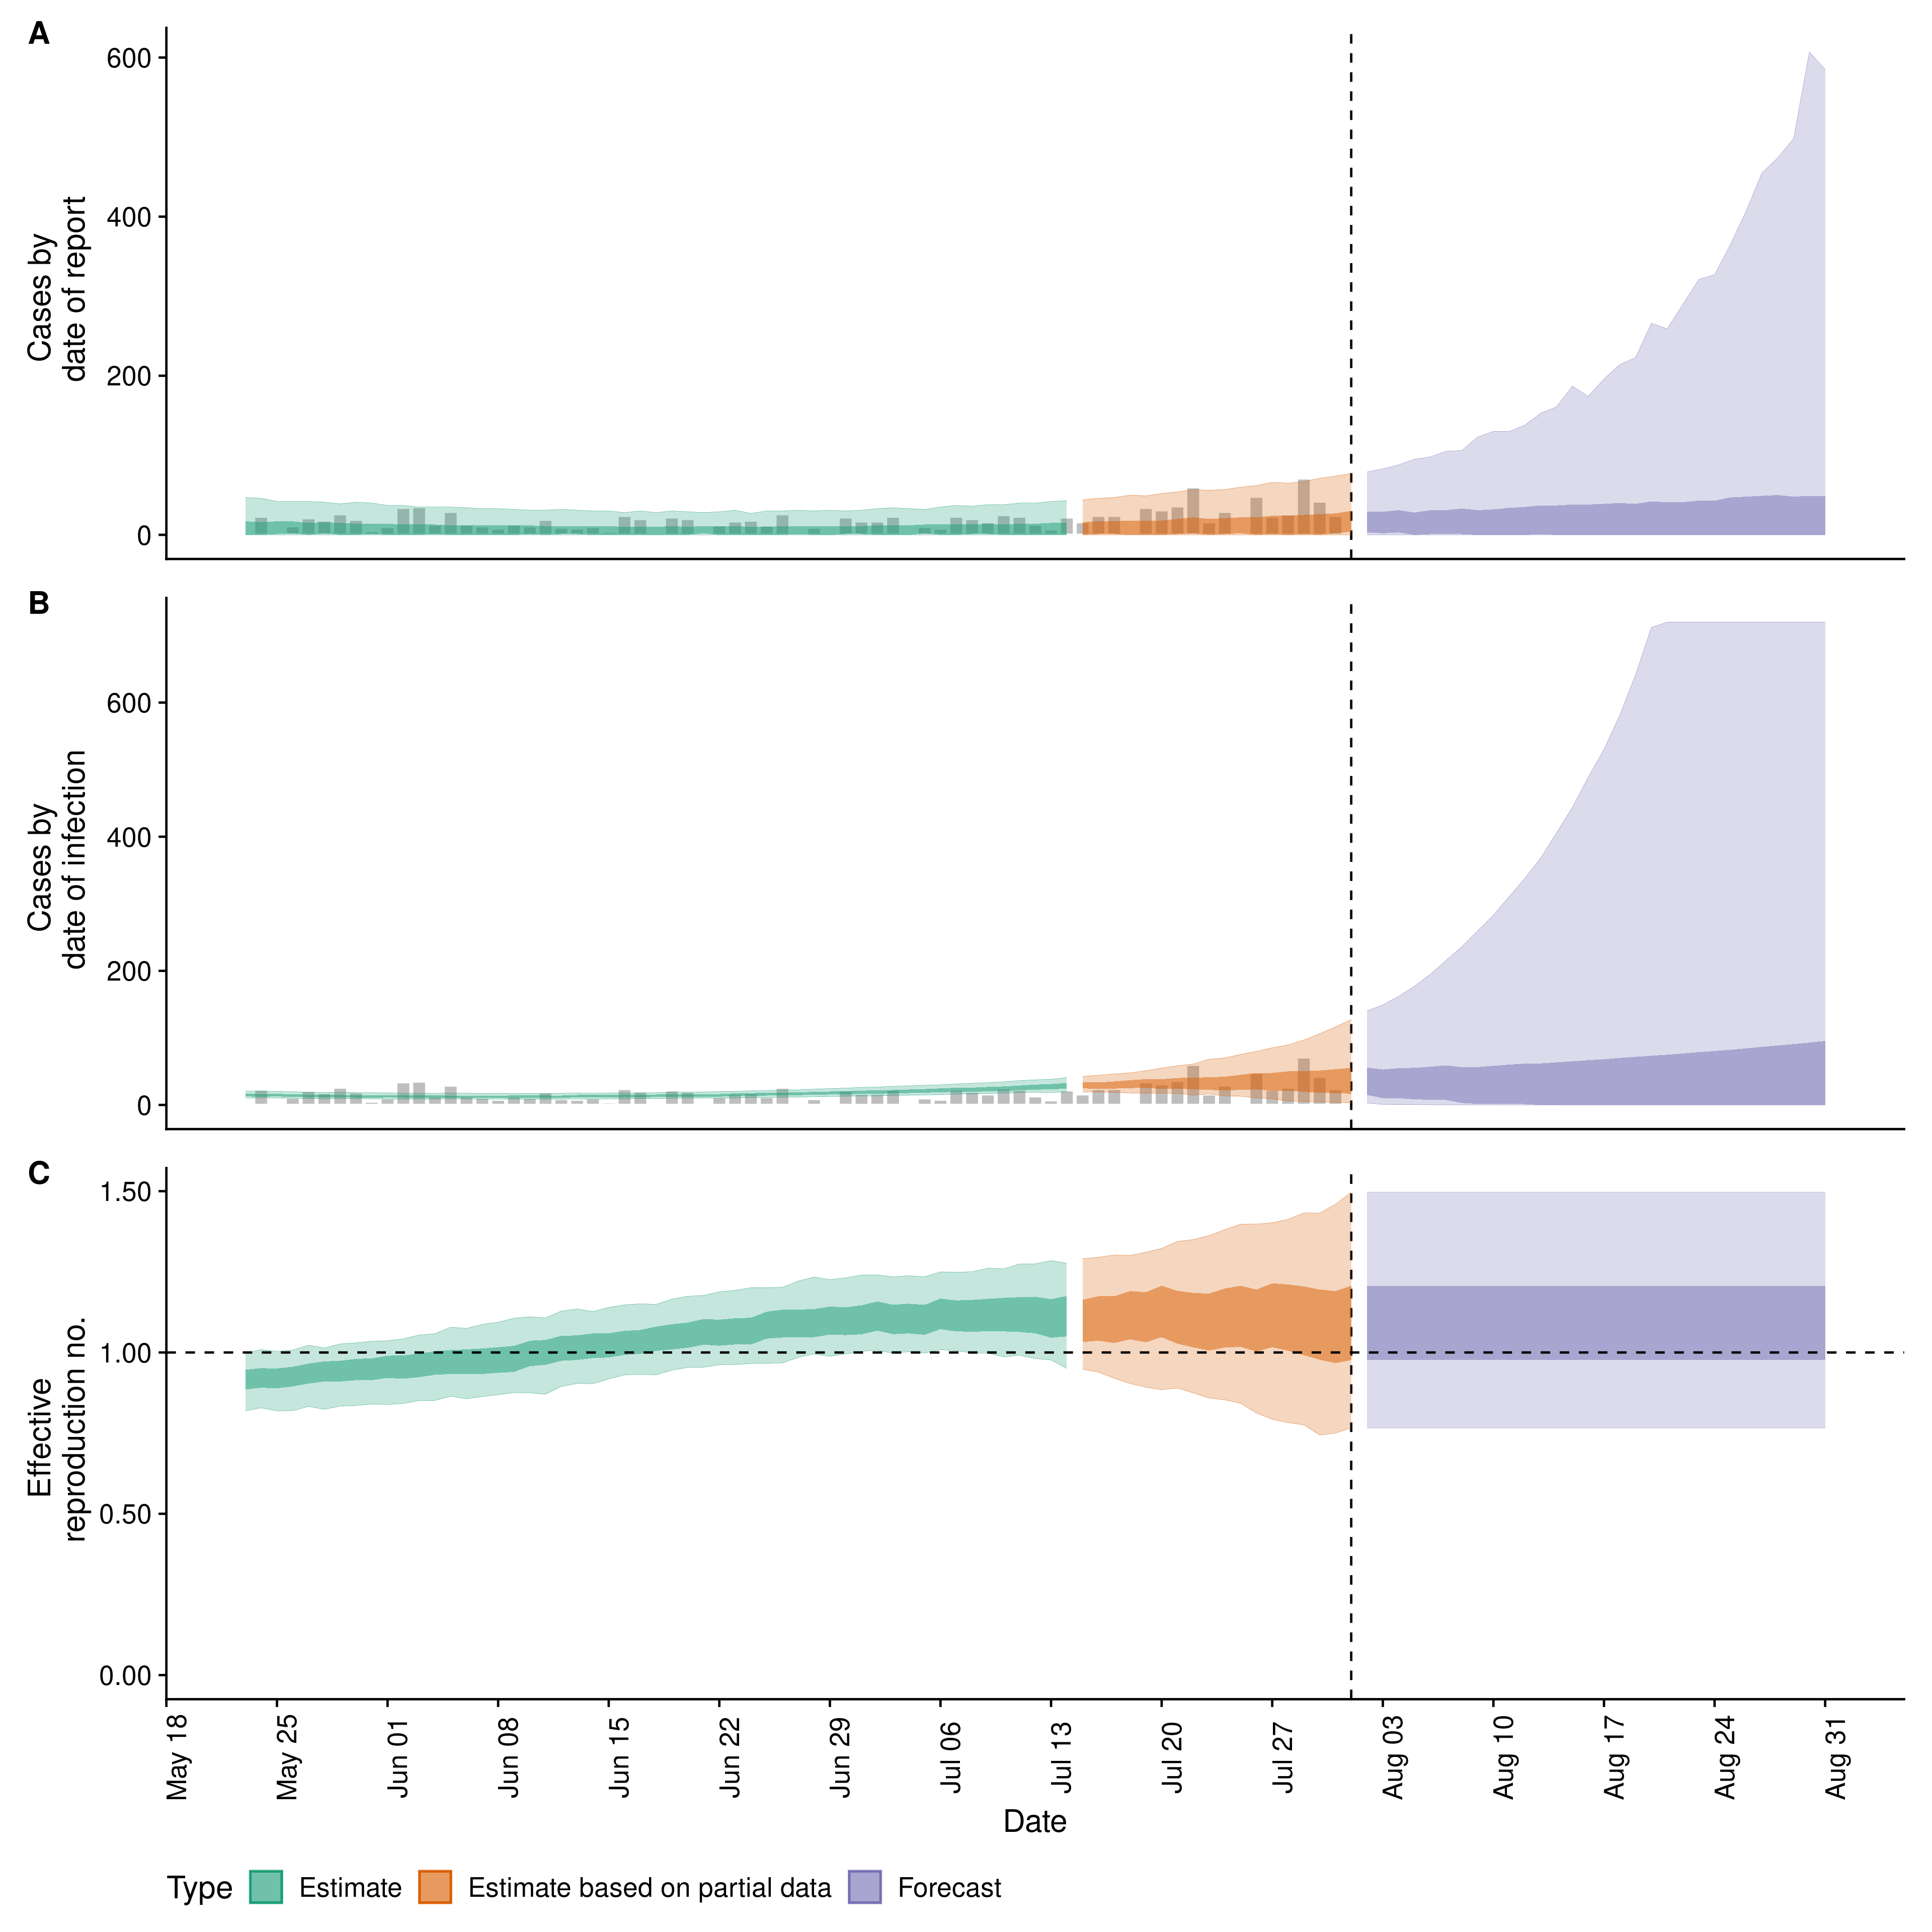 A
600
400
200
0
Cases by
date of report
B
600
400
200
0
Cases by
date of infection
C
1.50
1.00
0.50
0.00
Effective
reproduction no.
May 18
May 25
Jun 01
Jun 08
Jun 15
Jun 22
Jun 29
Jul 06
Jul 13
Jul 20
Jul 27
Aug 03
Aug 10
Aug 17
Aug 24
Aug 31
Date
Type Estimate Estimate based on partial data Forecast